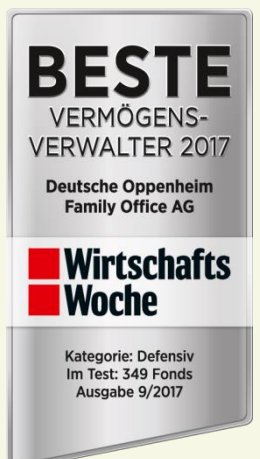 BESTE
VERMÖGENS-
VERWALTER 2017
Deutsche Oppenheim
Family Office AG
Wirtschafts
Woche
Kategorie: Defensiv
Im Test: 349 Fonds
Ausgabe 9/2017